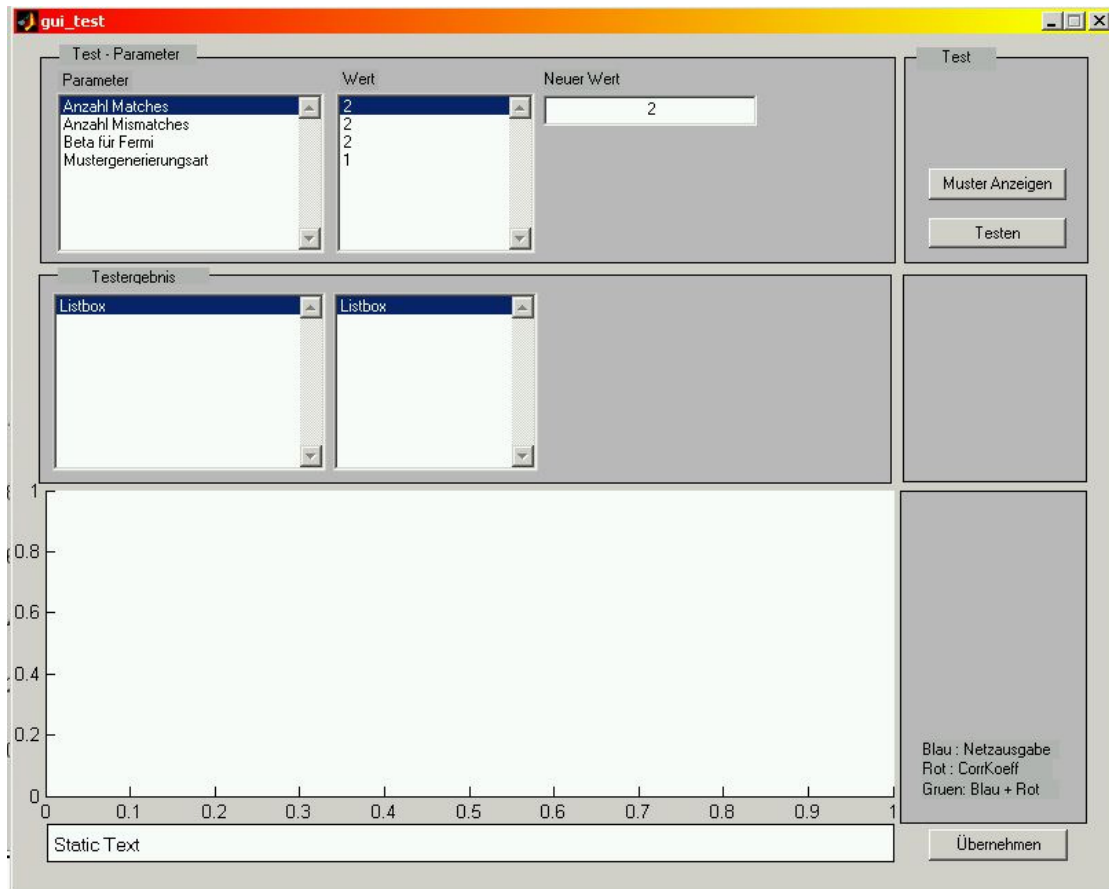 gui_test
Test - Parameter
Test
Parameter
Wert
Neuer Wert
Anzahl Matches
Anzahl Mismatches
Beta für Fermi
Mustergenerierungsart
2
2
2
1
2
Muster Anzeigen
Testen
Testergebnis
Listbox
Listbox
1
0.8
0.6
0.4
0.2
0
0 0.1 0.2 0.3 0.4 0.5 0.6 0.7 0.8 0.9 1
Blau : Netzausgabe
Rot : CorrKoeff
Gruen: Blau + Rot
Static Text
Übernehmen